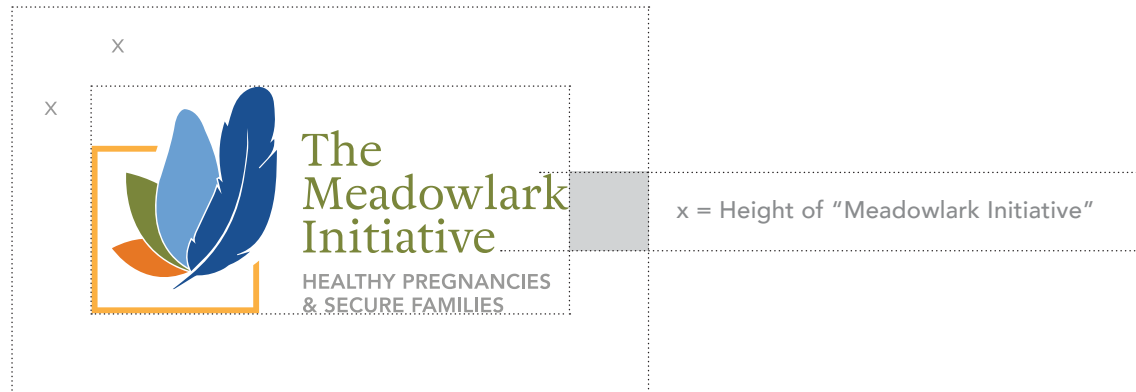 x
x
The
Meadowlark
Initiative
HEALTHY PREGNANCIES
& SECURE FAMILIES
x = Height of “Meadowlark Initiative”